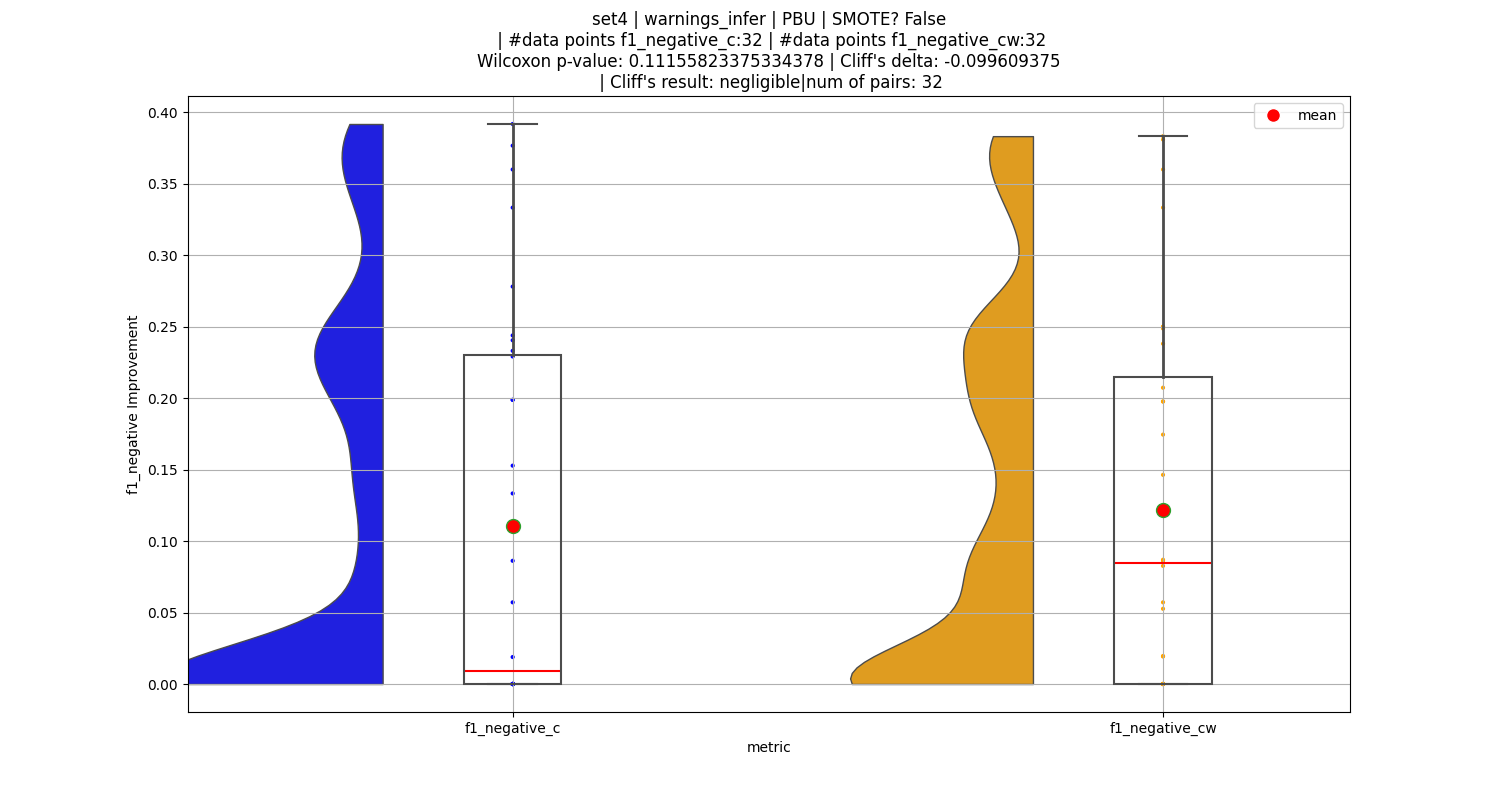 set4 | warnings_infer | PBU | SMOTE? False
| #data points f1_negative_c:32 | #data points f1_negative_cw:32
Wilcoxon p-value: 0.11155823375334378 | Cliff's delta: -0.099609375
| Cliff's result: negligible|num of pairs: 32
mean
0.40
0.35
0.30
0.25
0.20
0.15
0.10
0.05
0.00
f1_negative Improvement
f1_negative_c
f1_negative_cw
metric